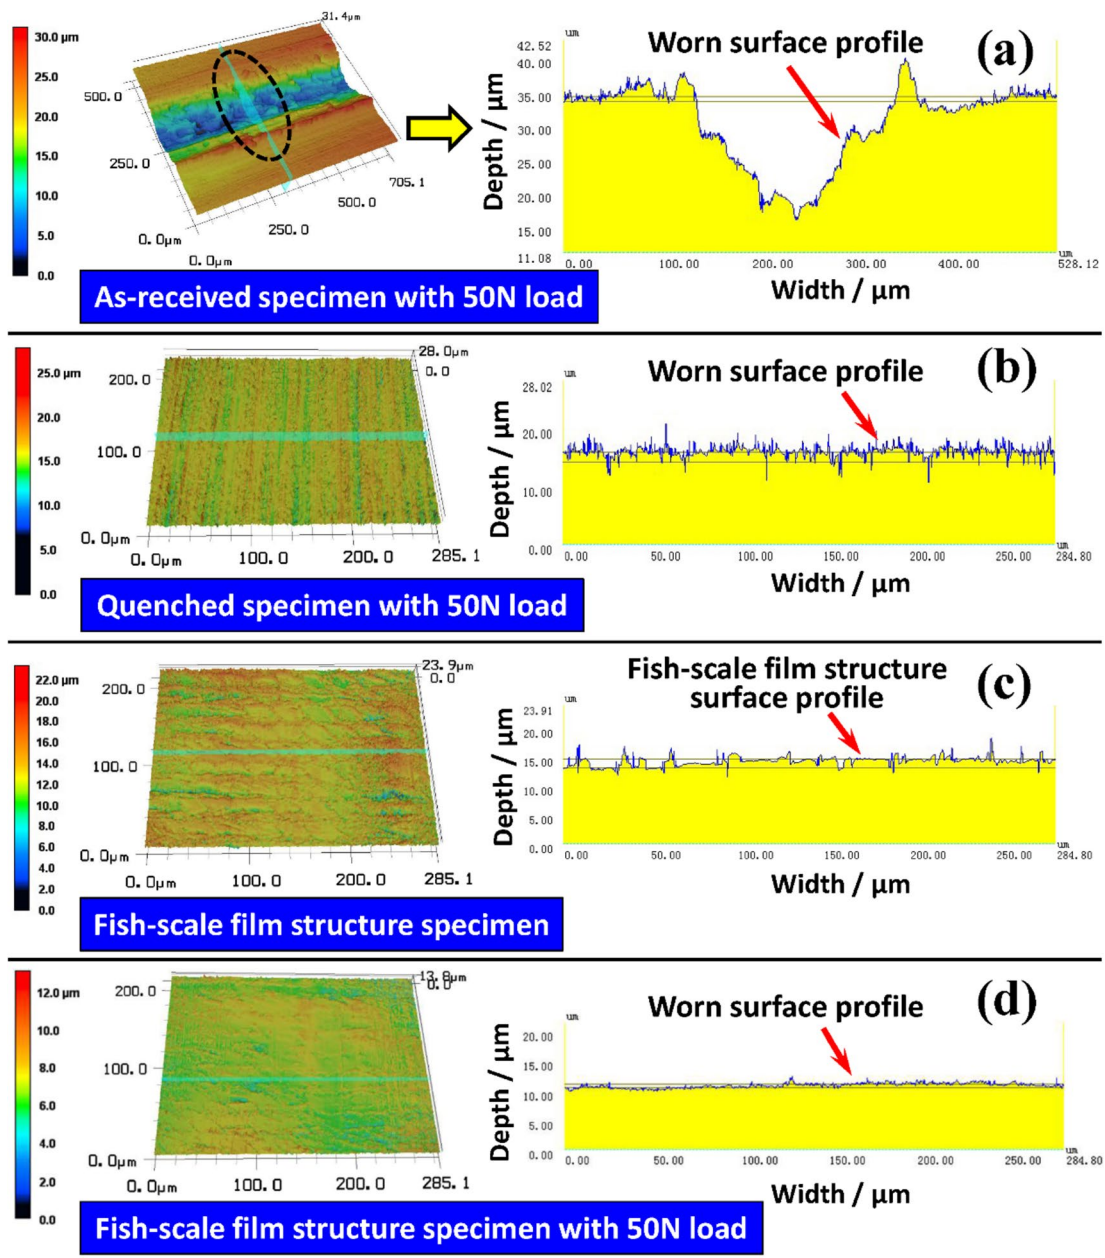 31.4μm
30.0 μm
25.0
20.0
15.0
10.0
5.0
0.0
500.0
250.0
0.0μm
0.0μm
250.0
500.0
705.1
Worn surface profile
(a)
Depth / μm
um
42.52
40.00
35.00
30.00
20.00
15.00
11.08
0.00 100.00 200.00 300.00 400.00 um
528.12
Width / μm
As-received specimen with 50N load
25.0 μm
20.0
15.0
10.0
5.0
0.0
28.0μm
0.0
200.0
100.0
0.0μm
0.0μm 100.0 200.0 285.1
Worn surface profile
(b)
Depth / μm
um
28.02
20.00
10.00
0.00
0.00 50.00 100.00 150.00 200.00 250.00 um
284.80
Width / μm
Quenched specimen with 50N load
22.0 μm
20.0
18.0
16.0
14.0
12.0
10.0
8.0
6.0
4.0
2.0
0.0
23.9μm
0.0
200.0
100.0
0.0μm
0.0μm 100.0 200.0 285.1
Fish-scale film structure
surface profile
(c)
Depth / μm
um
23.91
20.00
15.00
10.00
5.00
0.00
0.00 50.00 100.00 150.00 200.00 250.00 um
284.80
Width / μm
Fish-scale film structure specimen
12.0 μm
10.0
8.0
6.0
4.0
2.0
0.0
13.8μm
0.0
200.0
100.0
0.0μm
0.0μm 100.0 200.0 285.1
Worn surface profile
(d)
Depth / μm
um
20.00
15.00
10.00
5.00
0.00
0.00 50.00 100.00 150.00 200.00 250.00 um
284.80
Width / μm
Fish-scale film structure specimen with 50N load